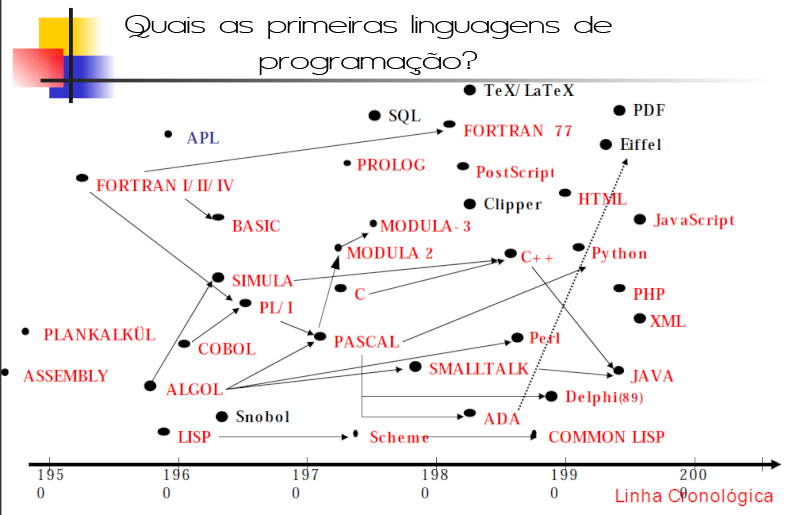 Quais as primeiras linguagens de
programação?
TeX/ LaTeX
SQL
PDF
FORTRAN 77
APL
Eiffel
PROLOG
PostScript
FORTRAN I/ II/ IV
HTML
Clipper
BASIC
MODULA- 3
JavaScript
MODULA 2
C++
Python
SIMULA
C
PHP
PL/ I
XML
PLANKALKÜL
PASCAL
Perl
COBOL
ASSEMBLY
SMALLTALK
JAVA
ALGOL
Delphi(89)
Snobol
ADA
LISP
Scheme
COMMON LISP
195 196 197 198 199 200
0 0 0 0 0 0
Linha Cronológica